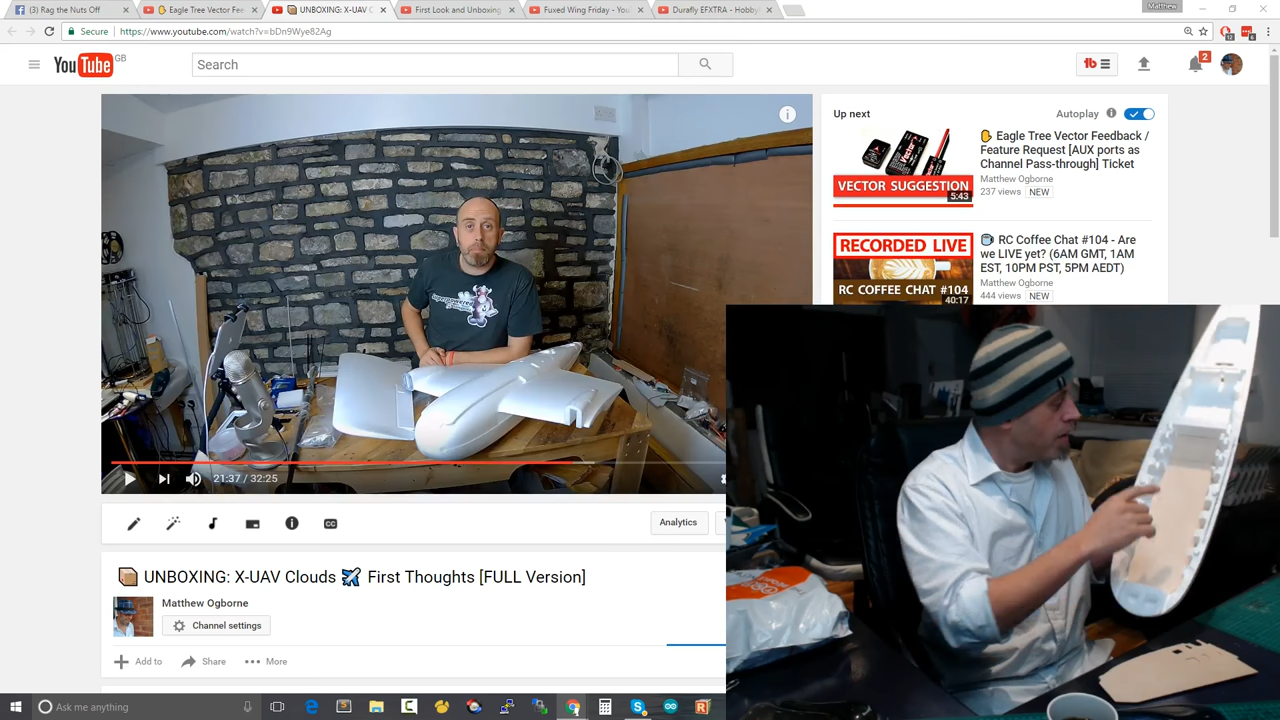 (3) Rag the Nuts Off
Eagle Tree Vector Fee
UNBOXING: X-UAV C
First Look and Unboxing
Fuxed Wing Friday - You
Durafly EFXTRA - Hobby
Matthew
Secure
https://www.youtube.com/watch?v=bDn9Wye82Ag
YouTube GB
Search
2
Up next
Autoplay
VECTOR SUGGESTION
5:43
Eagle Tree Vector Feedback /
Feature Request [AUX ports as
Channel Pass-through] Ticket
Matthew Ogborne
237 views NEW
RECORDED LIVE
RC COFFEE CHAT #104
40:17
RC Coffee Chat #104 - Are
we LIVE yet? (6AM GMT, 1AM
EST, 10PM PST, 5PM AEDT)
Matthew Ogborne
444 views NEW
21:37 / 32:25
CC
Analytics
UNBOXING: X-UAV Clouds First Thoughts [FULL Version]
Matthew Ogborne
Channel settings
Add to
Share
More
Ask me anything